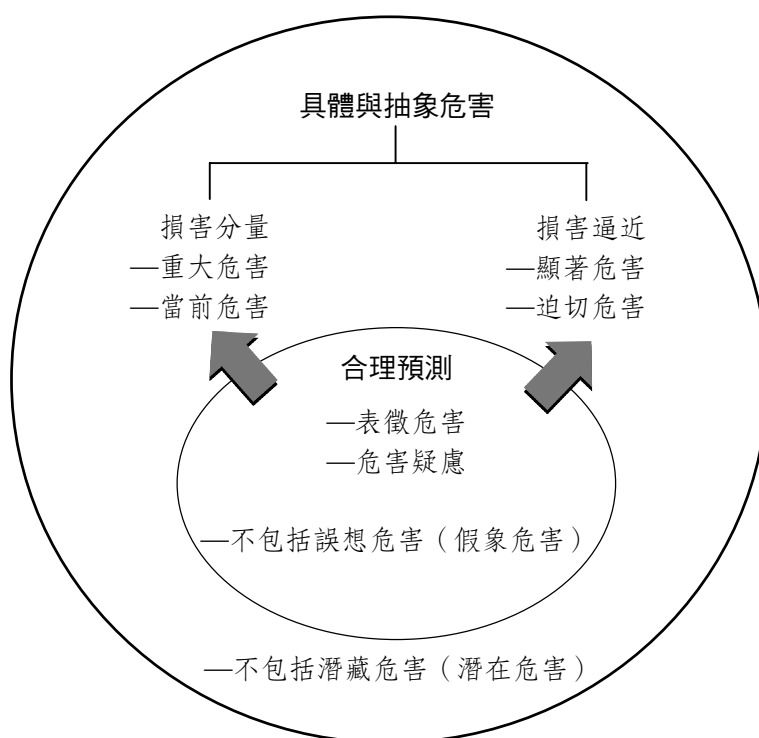 具體與抽象危害
損害分量
—重大危害
—當前危害
損害逼近
—顯著危害
—迫切危害
合理預測
—表徵危害
—危害疑慮
—不包括誤想危害（假象危害）
—不包括潛藏危害（潛在危害）